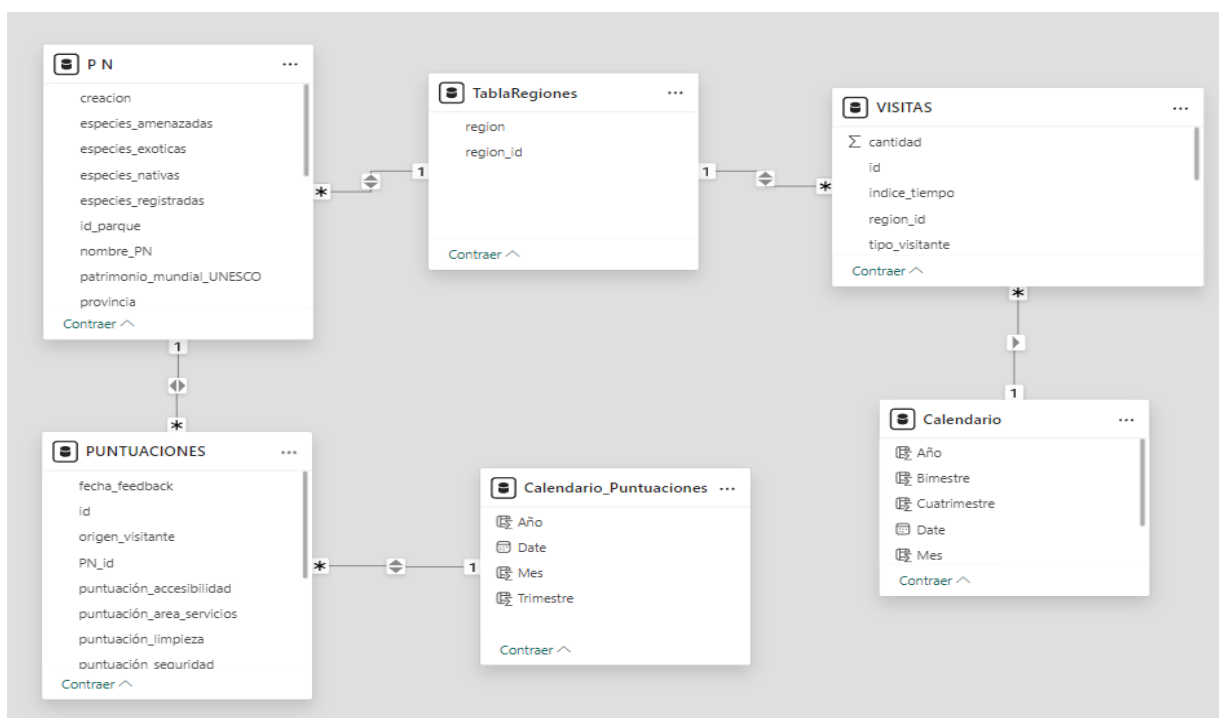 P N
creacion
especies_amenazadas
especies_exoticas
especies_nativas
especies_registradas
id_parque
nombre_PN
patrimonio_mundial_UNESCO
provincia
Contraer
TablaRegiones
region
region_id
Contraer
VISITAS
cantidad
id
indice_tiempo
region_id
tipo_visitante
Contraer
* 1
1 *
1
*
*
1
PUNTUACIONES
fecha_feedback
id
origen_visitante
PN_id
puntuación_accesibilidad
puntuación_area_servicios
puntuación_limpieza
puntuación_seguridad
Contraer
* 1
Calendario_Puntuaciones
Año
Date
Mes
Trimestre
Contraer
Calendario
Año
Bimestre
Cuatrimestre
Date
Mes
Contraer